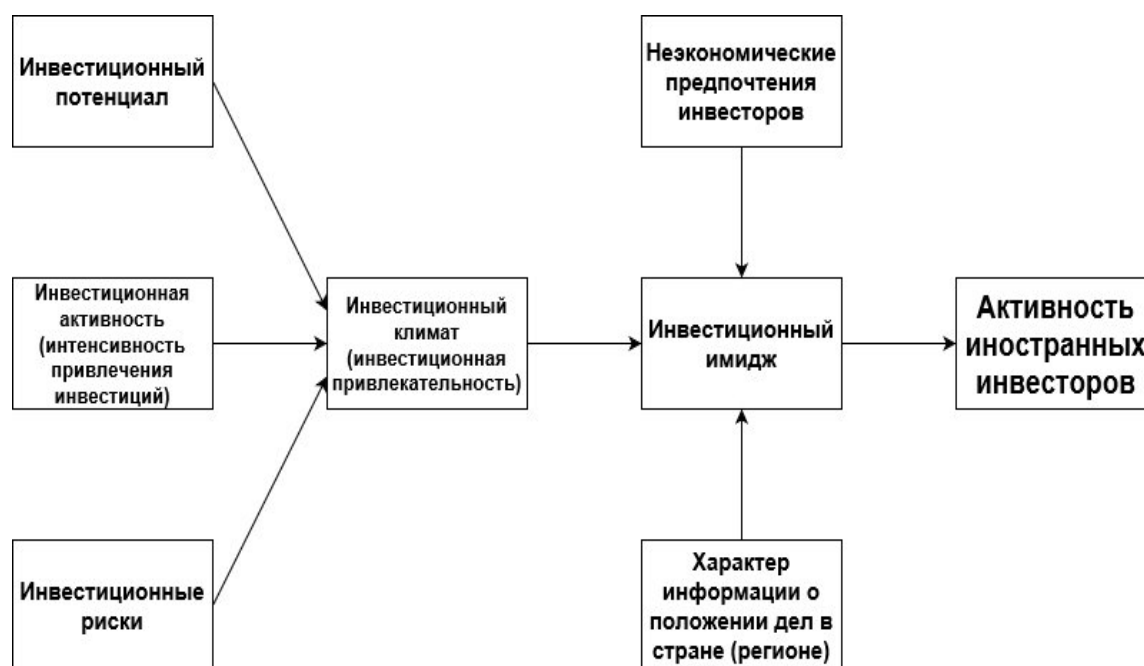 Инвестиционный
потенциал
Неэкономические
предпочтения
инвесторов
Инвестиционная
активность
(интенсивность
привлечения
инвестиций)
Инвестиционный
климат
(инвестиционная
привлекательность)
Инвестиционный
имидж
Активность
иностранных
инвесторов
Инвестиционные
риски
Характер
информации о
положении дел в
стране (регионе)